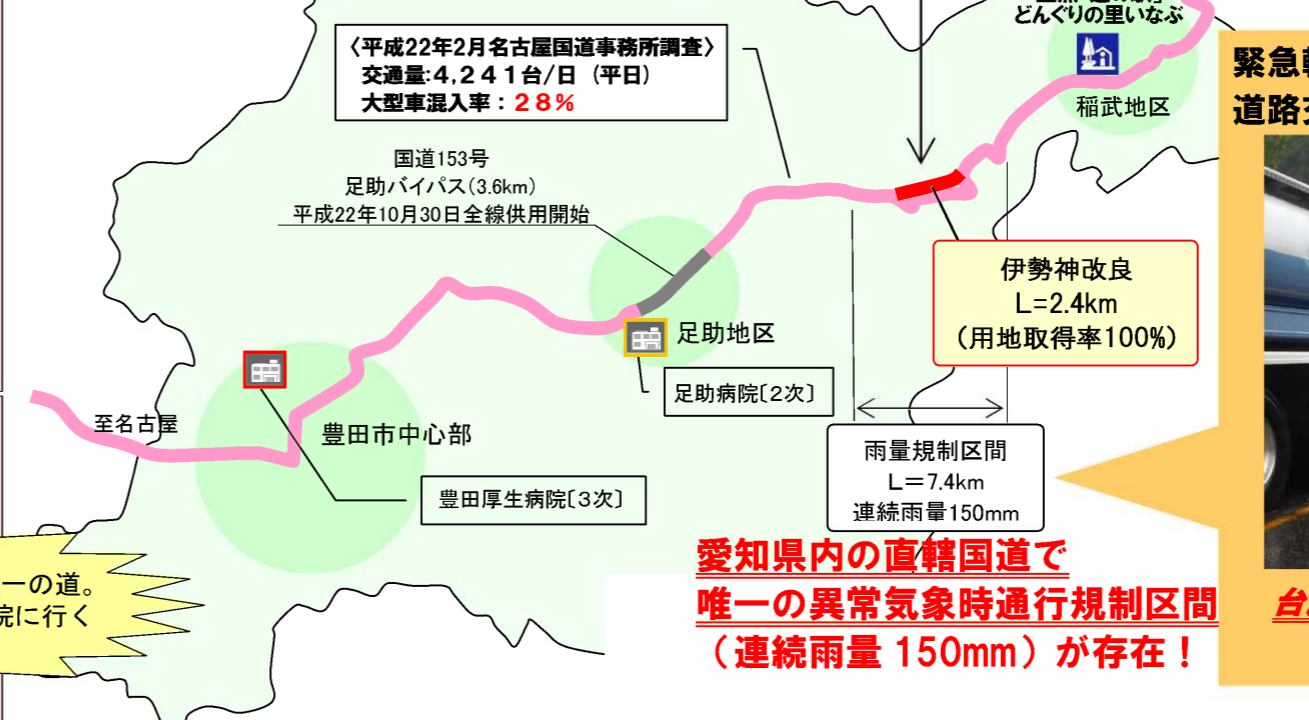 どんぐりの里いなぶ
〈平成22年2月名古屋国道事務所調査〉
交通量:4,241台/日 (平日)
大型車混入率：28%
稲武地区
緊急
道路
国道153号
足助バイパス(3.6km)
平成22年10月30日全線供用開始
伊勢神改良
L=2.4km
(用地取得率100%)
足助地区
足助病院〔2次〕
至名古屋
豊田市中心部
雨量規制区間
L＝7.4km
連続雨量150mm
豊田厚生病院〔3次〕
愛知県内の直轄国道で
唯一の異常気象時通行規制区間
（連続雨量 150mm）が存在！
一の道。
院に行く
台